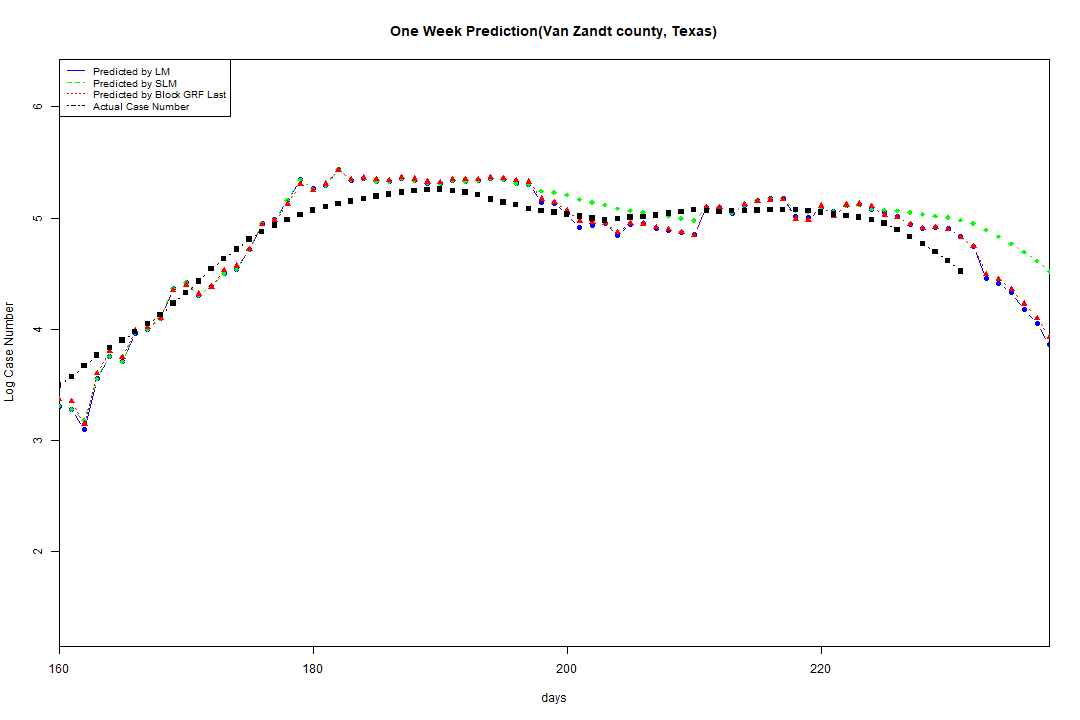 One Week Prediction(Van Zandt county, Texas)
Predicted by LM
Predicted by SLM
Predicted by Block GRF Last
Actual Case Number
6
5
4
3
2
Log Case Number
160 180 200 220
days